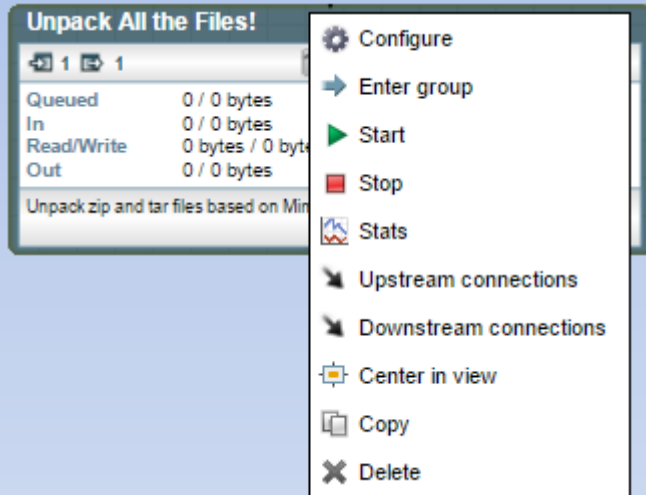 Unpack All the Files!
1 1
Queued 0 / 0 bytes
In 0 / 0 bytes
Read/Write 0 bytes / 0 byte
Out 0 / 0 bytes
Unpack zip and tar files based on Mim
Configure
Enter group
Start
Stop
Stats
Upstream connections
Downstream connections
Center in view
Copy
Delete